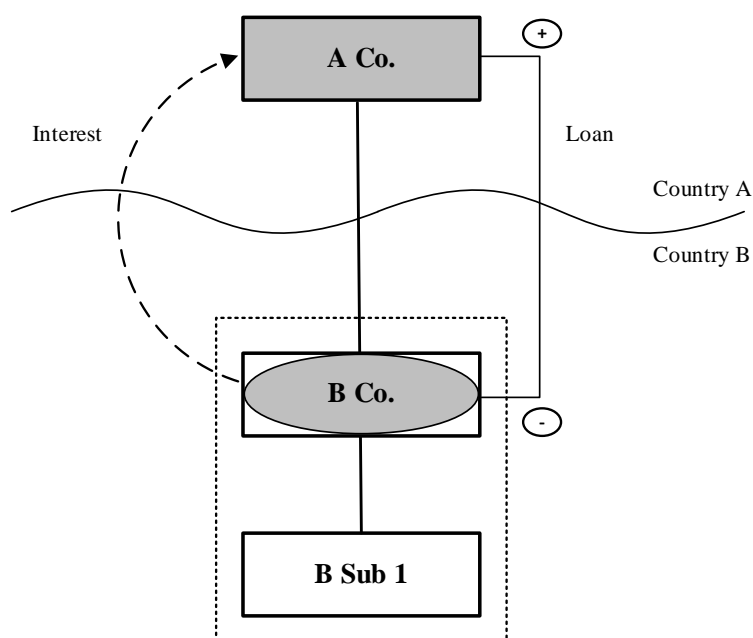 A Co.
+
Interest
Loan
Country A
Country B
B Co.
-
B Sub 1